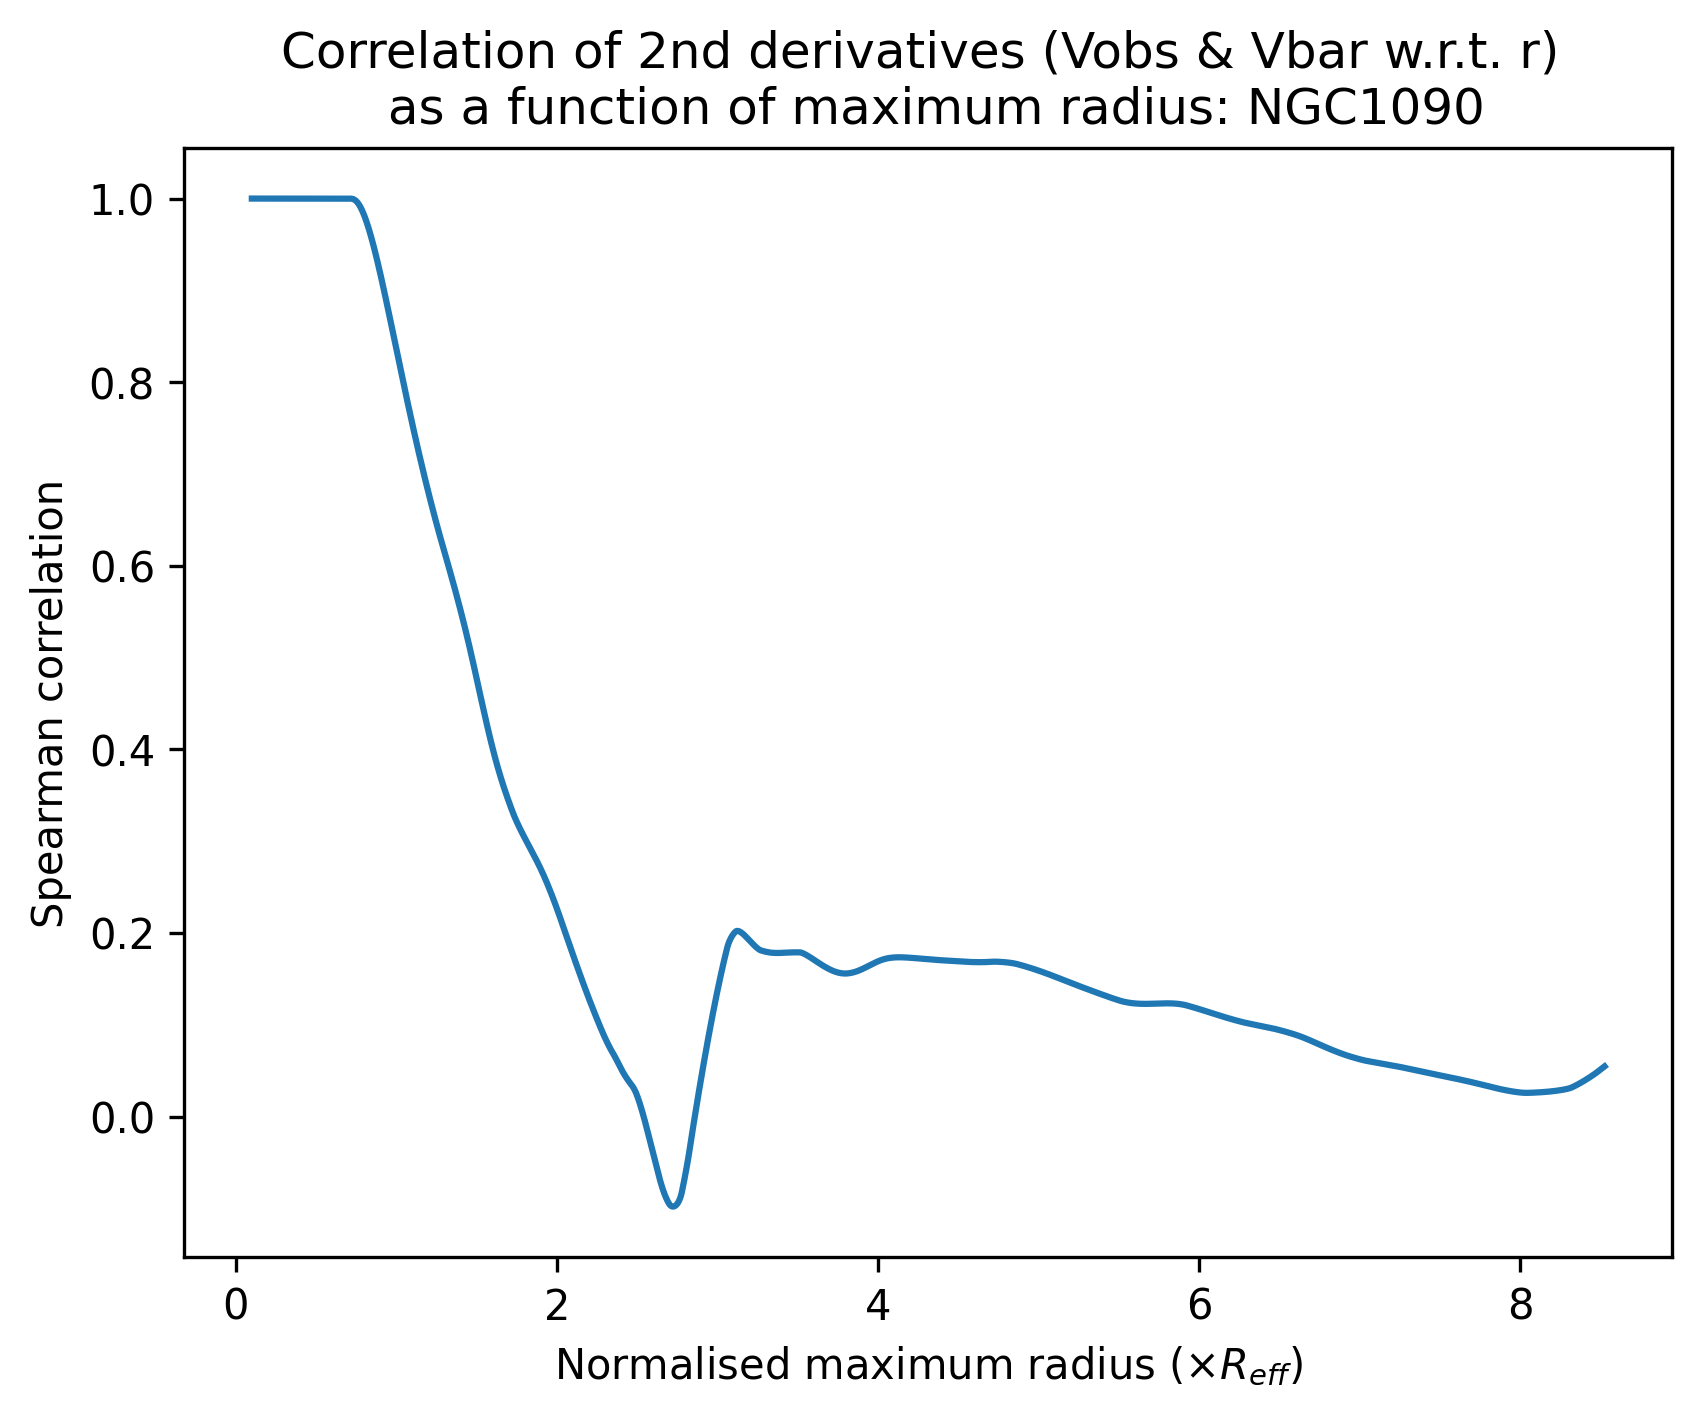 Correlation of 2nd derivatives (Vobs & Vbar w.r.t. r)
as a function of maximum radius: NGC1090
1.0
0.8
0.6
0.4
0.2
0.0
Spearman correlation
0 2 4 6 8
Normalised maximum radius (×R_eff)